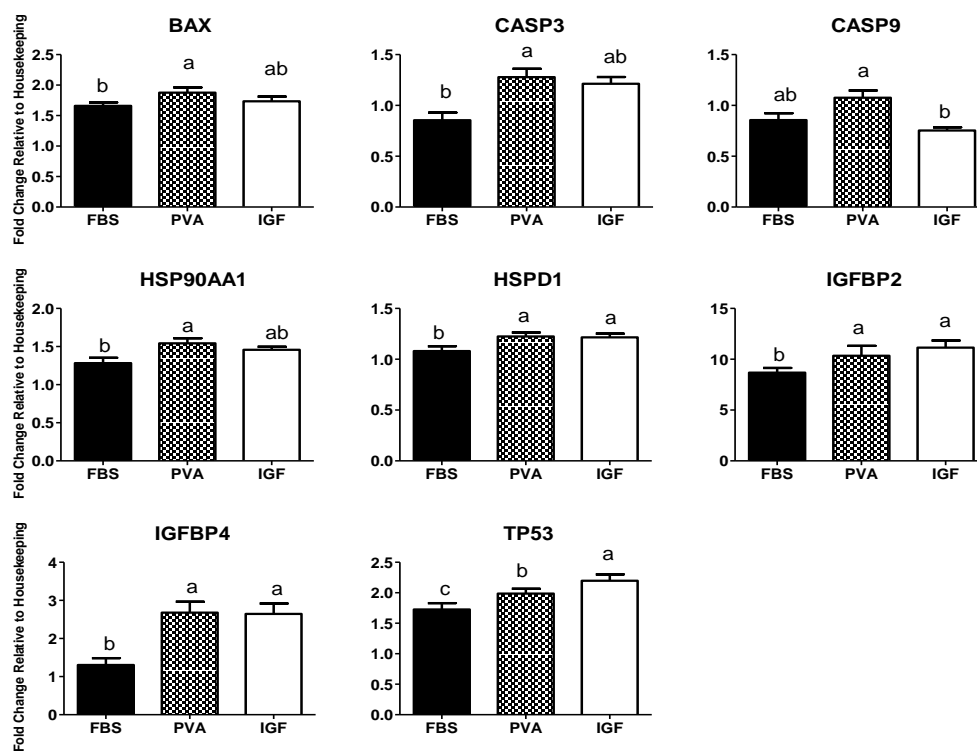 BAX
Fold Change Relative to Housekeeping
2.5
2.0
1.5
1.0
0.5
0.0
b
a
ab
FBS
PVA
IGF
CASP3
1.5
1.0
0.5
0.0
b
a
ab
FBS
PVA
IGF
CASP9
1.5
1.0
0.5
0.0
ab
a
b
FBS
PVA
IGF
HSP90AA1
Fold Change Relative to Housekeeping
2.0
1.5
1.0
0.5
0.0
b
a
ab
FBS
PVA
IGF
HSPD1
1.5
1.0
0.5
0.0
b
a
a
FBS
PVA
IGF
IGFBP2
15
10
5
0
b
a
a
FBS
PVA
IGF
IGFBP4
Fold Change Relative to Housekeeping
4
3
2
1
0
b
a
a
FBS
PVA
IGF
TP53
2.5
2.0
1.5
1.0
0.5
0.0
c
b
a
FBS
PVA
IGF